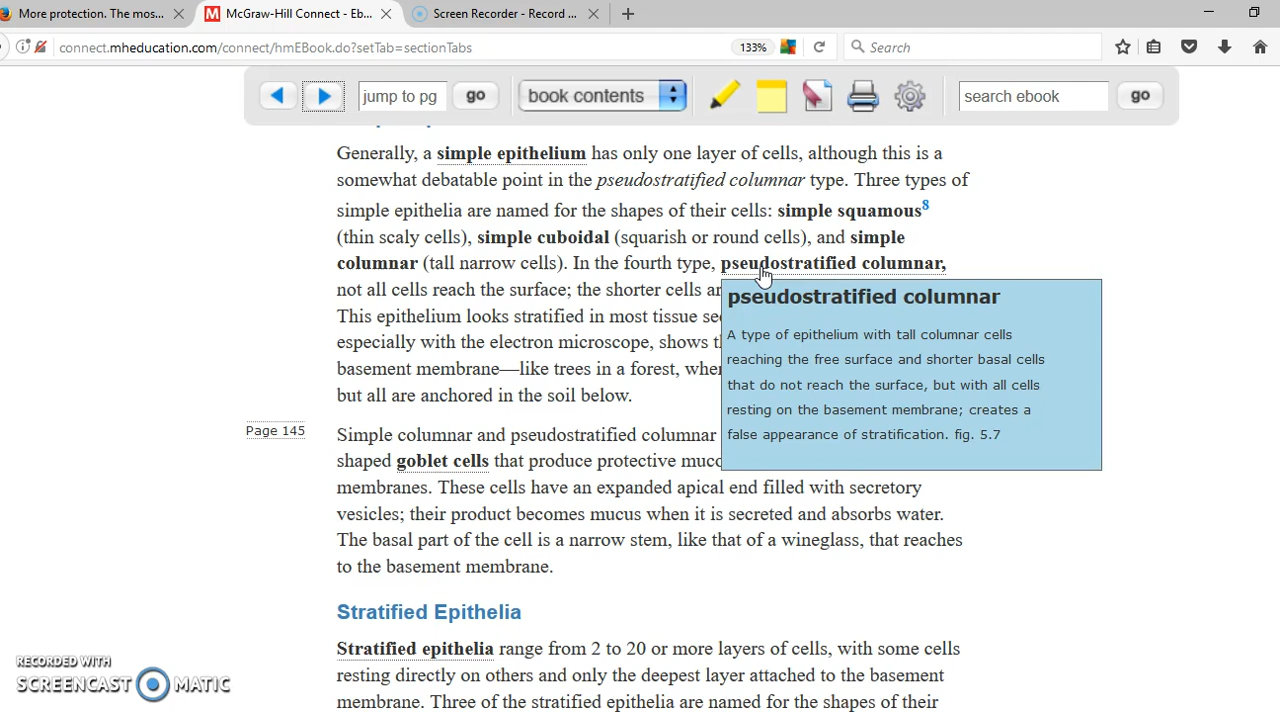 More protection. The mos...
McGraw-Hill Connect - Eb...
Screen Recorder - Record ...
connect.mheducation.com/connect/hmEBook.do?setTab=sectionTabs
133%
Search
jump to pg
go
book contents
search ebook
go
Generally, a simple epithelium has only one layer of cells, although this is a
somewhat debatable point in the pseudostratified columnar type. Three types of
simple epithelia are named for the shapes of their cells: simple squamous8
(thin scaly cells), simple cuboidal (squarish or round cells), and simple
columnar (tall narrow cells). In the fourth type, pseudostratified columnar,
not all cells reach the surface; the shorter cells
This epithelium looks stratified in most tissue
especially with the electron microscope, shows
basement membrane—like trees in a forest,
but all are anchored in the soil below.
pseudostratified columnar
A type of epithelium with tall columnar cells
reaching the free surface and shorter basal cells
that do not reach the surface, but with all cells
resting on the basement membrane; creates a
false appearance of stratification. fig. 5.7
Page 145
Simple columnar and pseudostratified columnar
shaped goblet cells that produce protective
membranes. These cells have an expanded apical end filled with secretory
vesicles; their product becomes mucus when it is secreted and absorbs water.
The basal part of the cell is a narrow stem, like that of a wineglass, that reaches
to the basement membrane.
Stratified Epithelia
Stratified epithelia range from 2 to 20 or more layers of cells, with some cells
resting directly on others and only the deepest layer attached to the basement
membrane. Three of the stratified epithelia are named for the shapes of their
RECORDED WITH
SCREENCAST MATIC